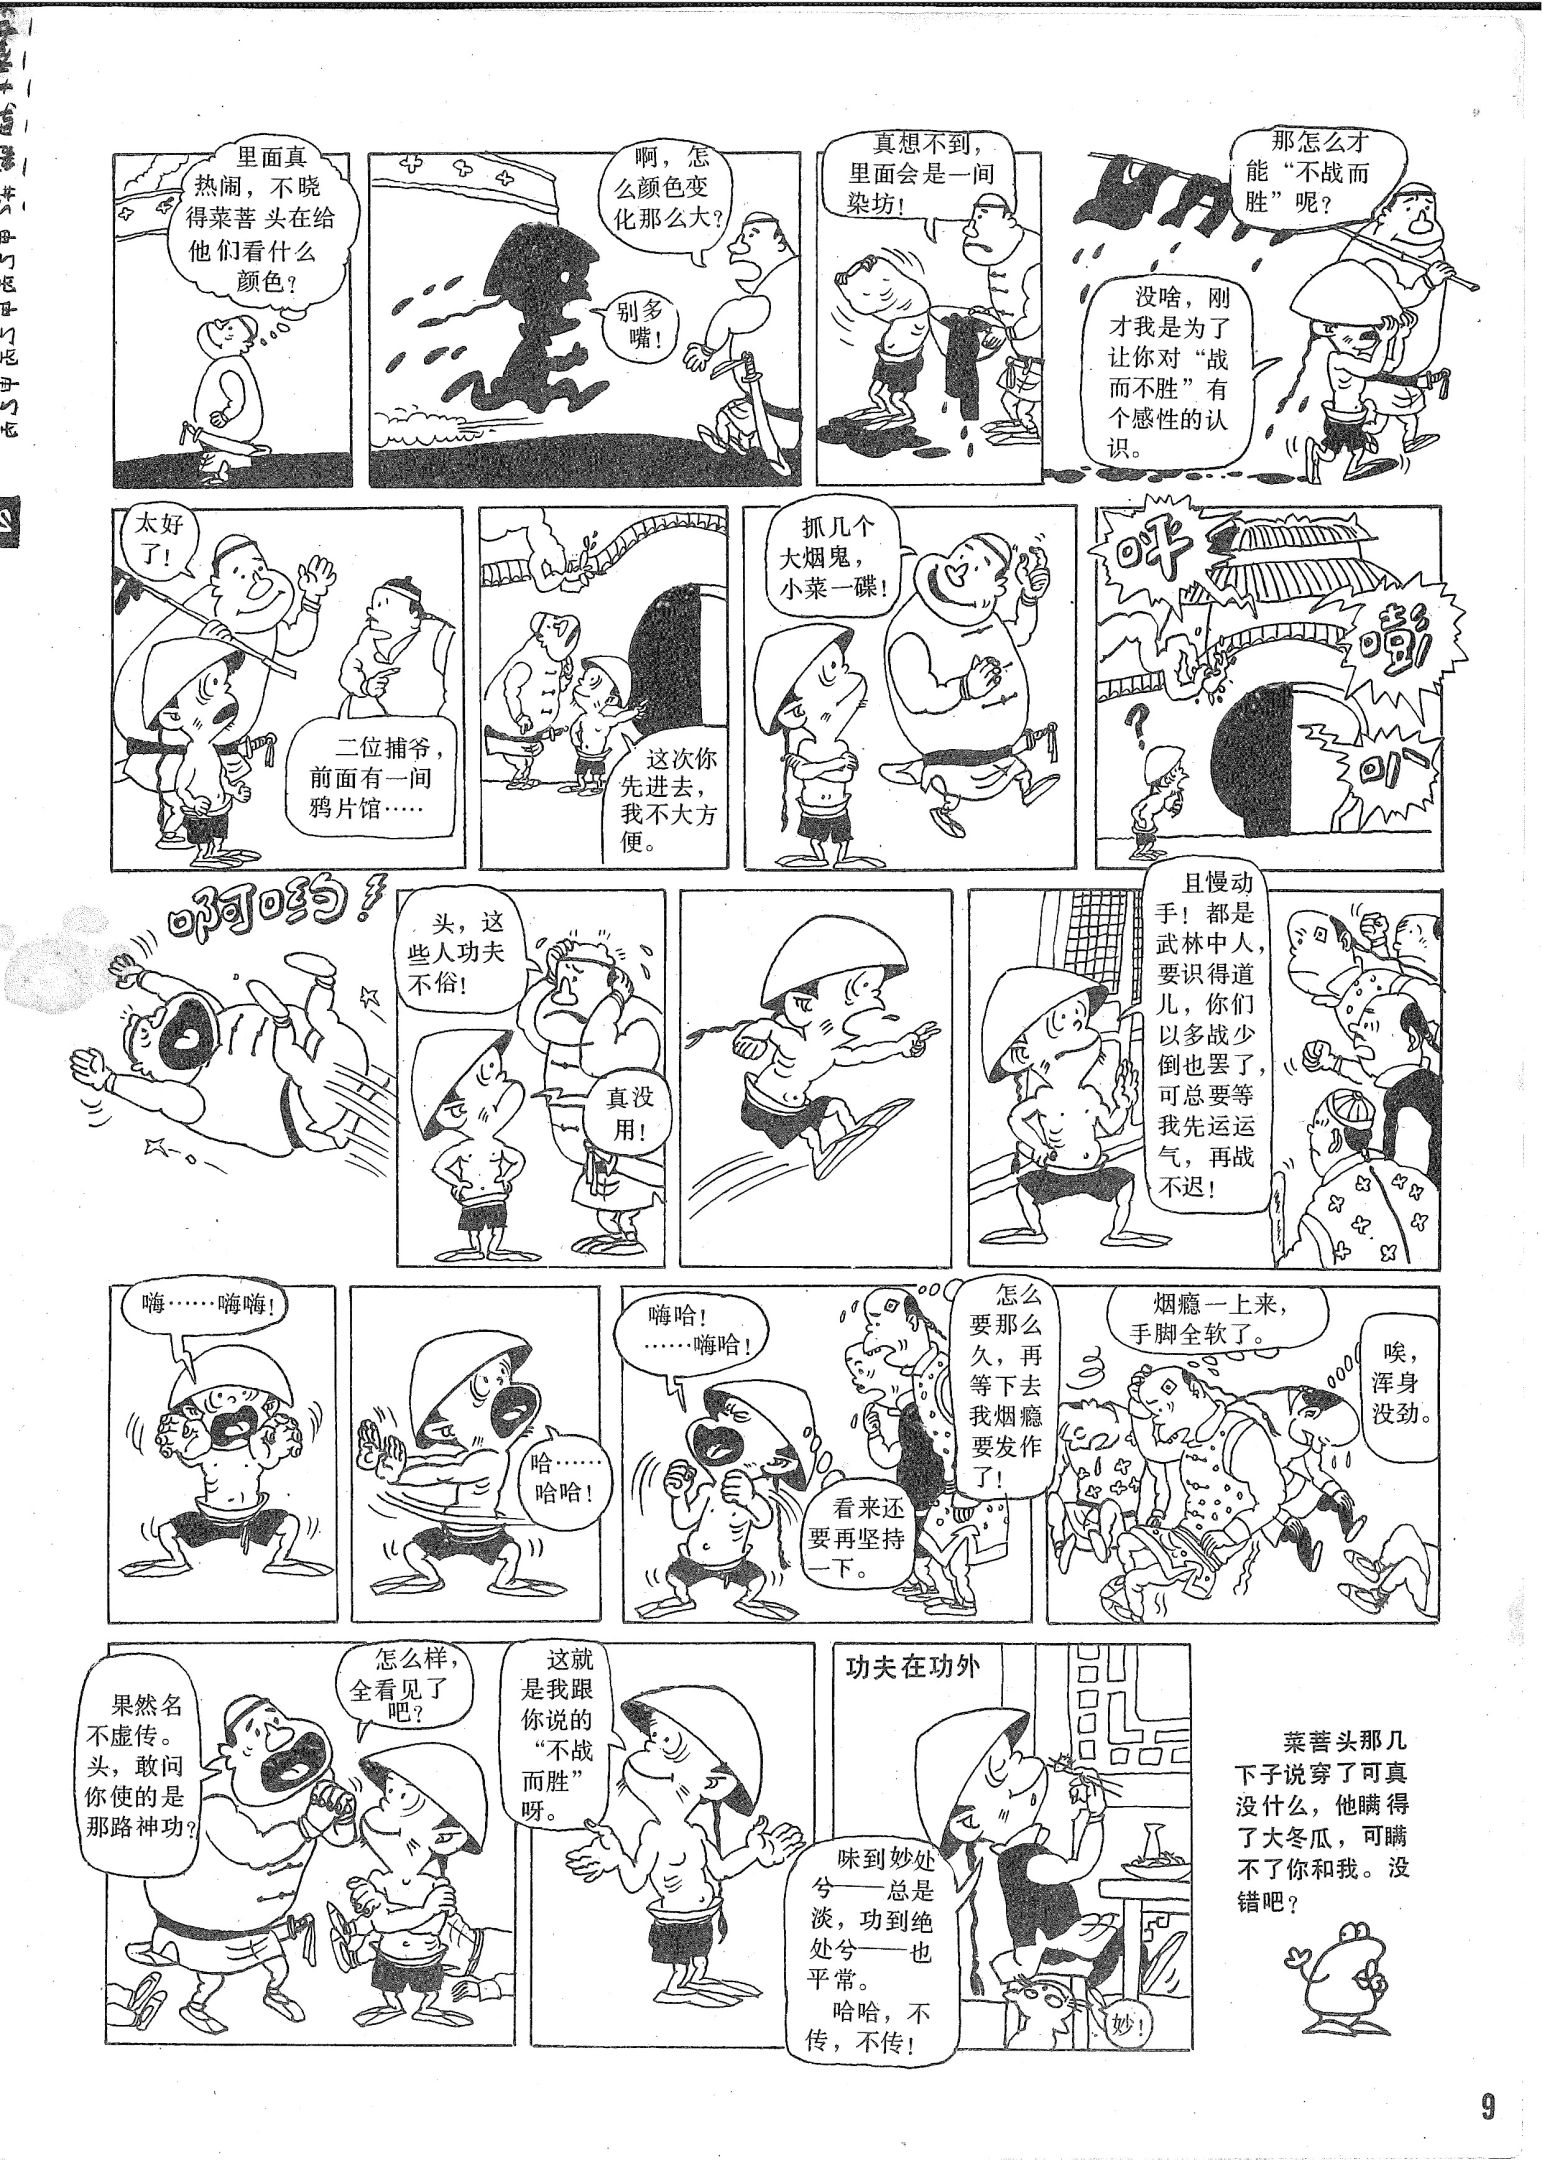 里面真
热闹，不晓
得菜菩头在给
他们看什么
颜色？
啊，怎
么颜色变
化那么大？
别多
嘴！
真想不到，
里面会是一间
染坊！
那怎么才
能“不战而
胜”呢？
没啥，刚
才我是为了
让你对“战
而不胜”有
个感性的认
识。
太好
了！
二位捕爷，
前面有一间
鸦片馆……
这次你
先进去，
我不大方
便。
抓几个
大烟鬼，
小菜一碟！
呯
嘭
叭
?
啊哟！
头，这
些人功夫
不俗！
真没
用！
且慢动
手！都是
武林中人，
要识得道
儿，你们
以多战少
倒也罢了，
可总要等
我先运运
气，再战
不迟！
嗨……嗨嗨！
哈……
哈哈！
嗨哈！
……嗨哈！
看来还
要再坚持
一下。
怎么
要那么
久，再
等下去
我烟瘾
要发作
了！
烟瘾一上来，
手脚全软了。
唉，
浑身
没劲。
果然名
不虚传。
头，敢问
你使的是
那路神功？
怎么样，
全看见了
吧？
这就
是我跟
你说的
“不战
而胜”
呀。
功夫在功外
味到妙处
兮——总是
淡，功到绝
处兮——也
平常。
哈哈，不
传，不传！
妙！
菜菩头那几
下子说穿了可真
没什么，他瞒得
了大冬瓜，可瞒
不了你和我。没
错吧？
9